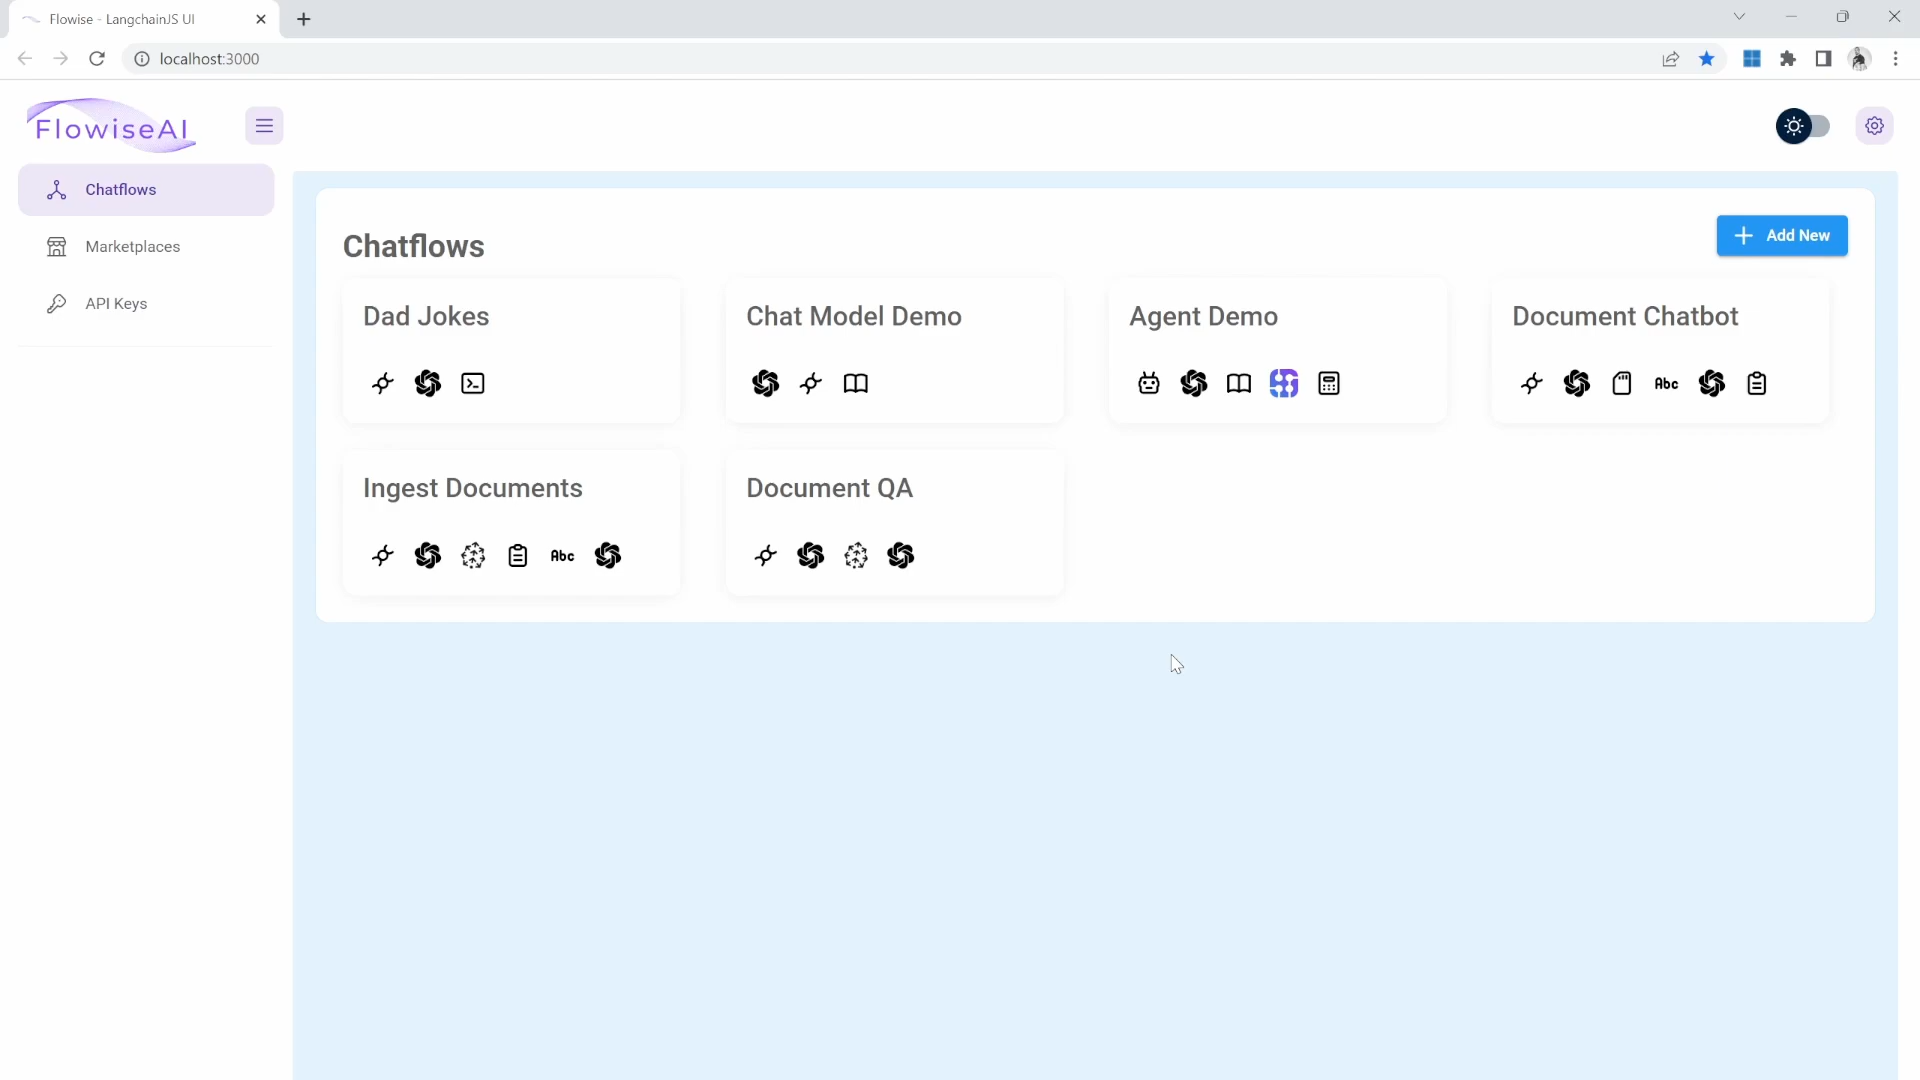 Flowise - LangchainJS UI
localhost:3000
FlowiseAI
Chatflows
Marketplaces
API Keys
Chatflows
Add New
Dad Jokes
Chat Model Demo
Agent Demo
Document Chatbot
Abc
Ingest Documents
Document QA
Abc